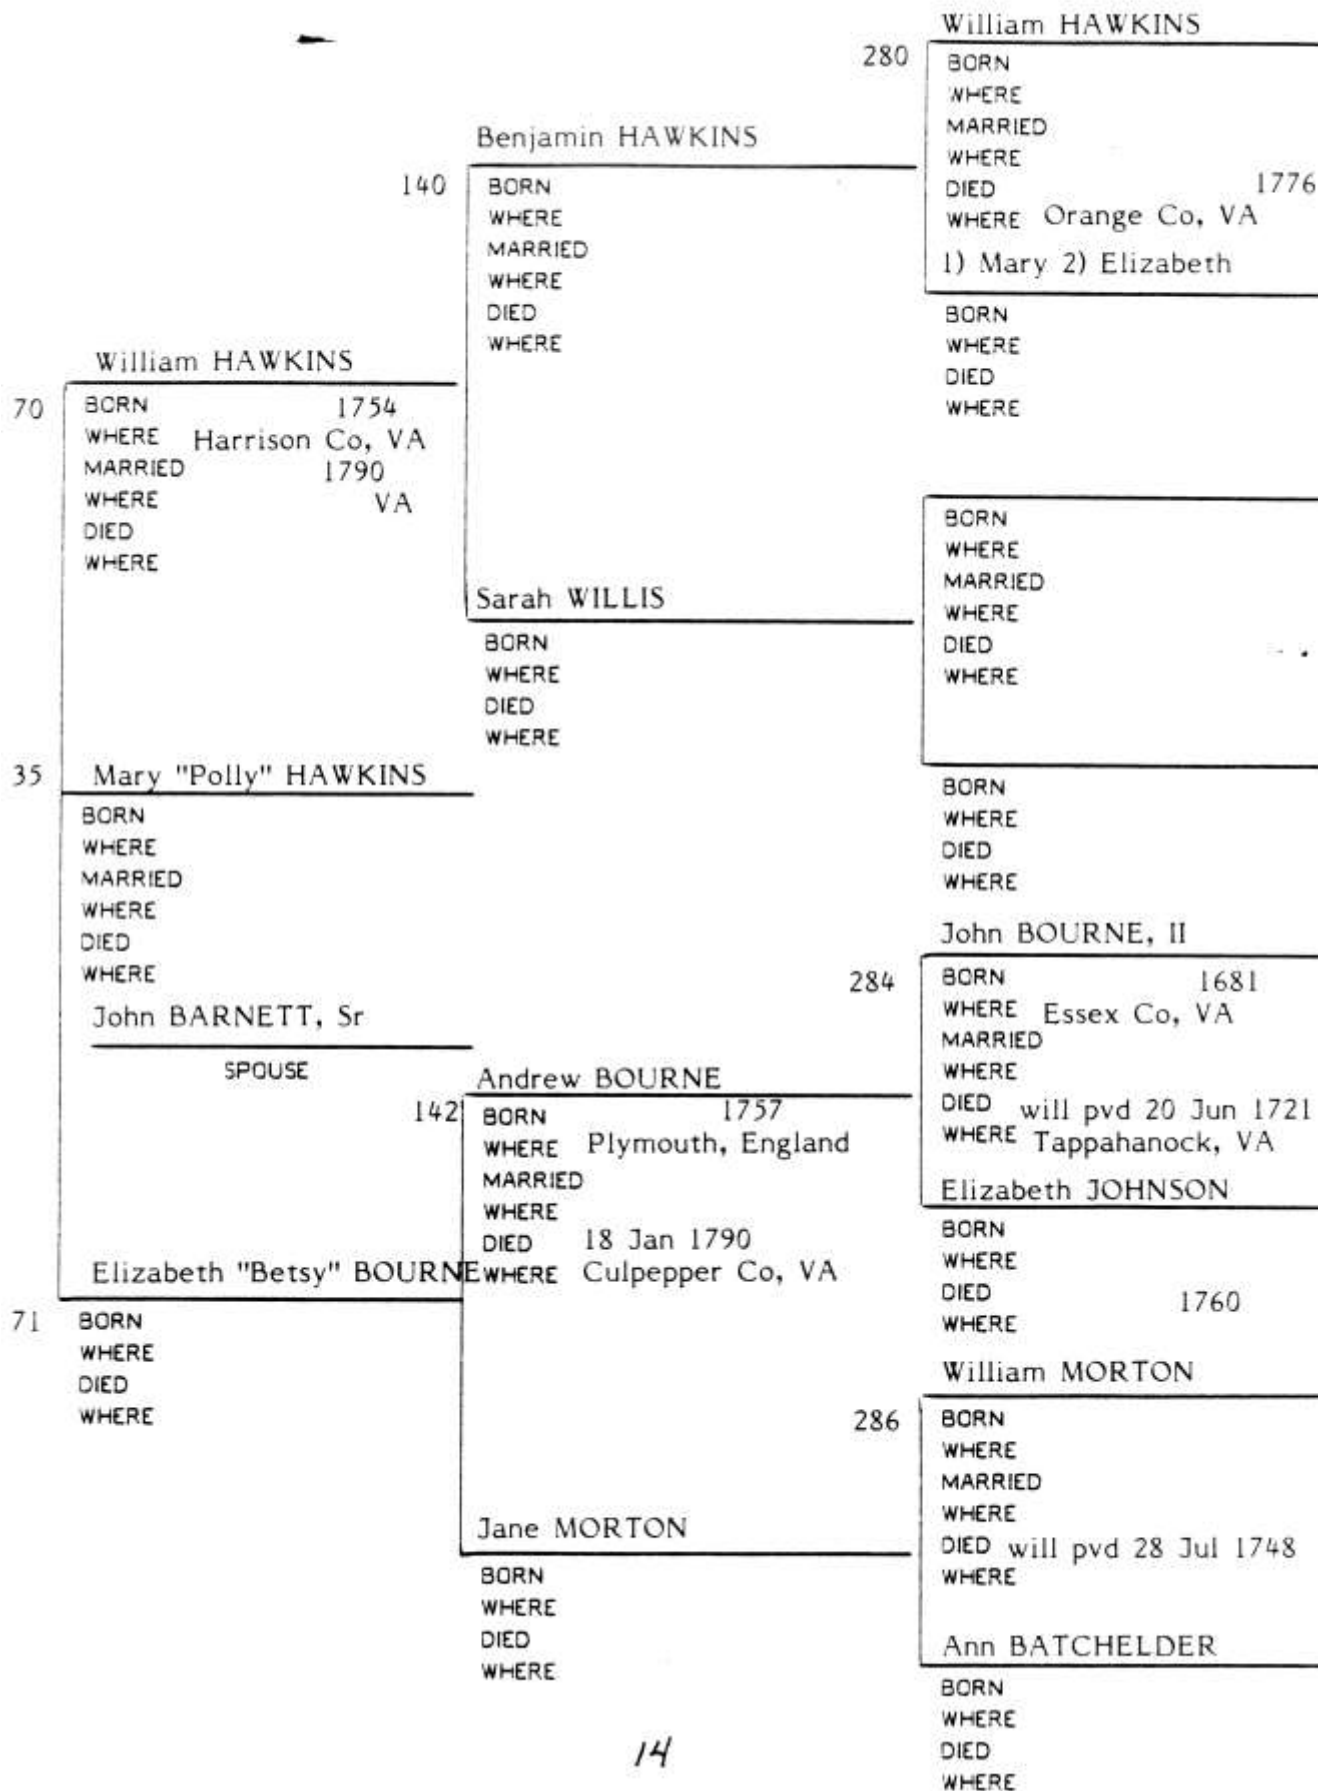 William HAWKINS
280
BORN
WHERE
MARRIED
WHERE
DIED 1776
WHERE Orange Co, VA
1) Mary 2) Elizabeth
BORN
WHERE
DIED
WHERE
Benjamin HAWKINS
140
BORN
WHERE
MARRIED
WHERE
DIED
WHERE
William HAWKINS
70
BORN 1754
WHERE Harrison Co, VA
MARRIED 1790
WHERE VA
DIED
WHERE
BORN
WHERE
MARRIED
WHERE
DIED
WHERE
Sarah WILLIS
BORN
WHERE
DIED
WHERE
BORN
WHERE
DIED
WHERE
35 Mary "Polly" HAWKINS
BORN
WHERE
MARRIED
WHERE
DIED
WHERE
John BARNETT, Sr
SPOUSE
John BOURNE, II
284
BORN 1681
WHERE Essex Co, VA
MARRIED
WHERE
DIED will pvd 20 Jun 1721
WHERE Tappahanock, VA
Elizabeth JOHNSON
BORN
WHERE
DIED 1760
WHERE
Andrew BOURNE
142
BORN 1757
WHERE Plymouth, England
MARRIED
WHERE
DIED 18 Jan 1790
WHERE Culpepper Co, VA
Elizabeth "Betsy" BOURNE
71
BORN
WHERE
DIED
WHERE
William MORTON
286
BORN
WHERE
MARRIED
WHERE
DIED will pvd 28 Jul 1748
WHERE
Jane MORTON
BORN
WHERE
DIED
WHERE
Ann BATCHELDER
BORN
WHERE
DIED
WHERE
14